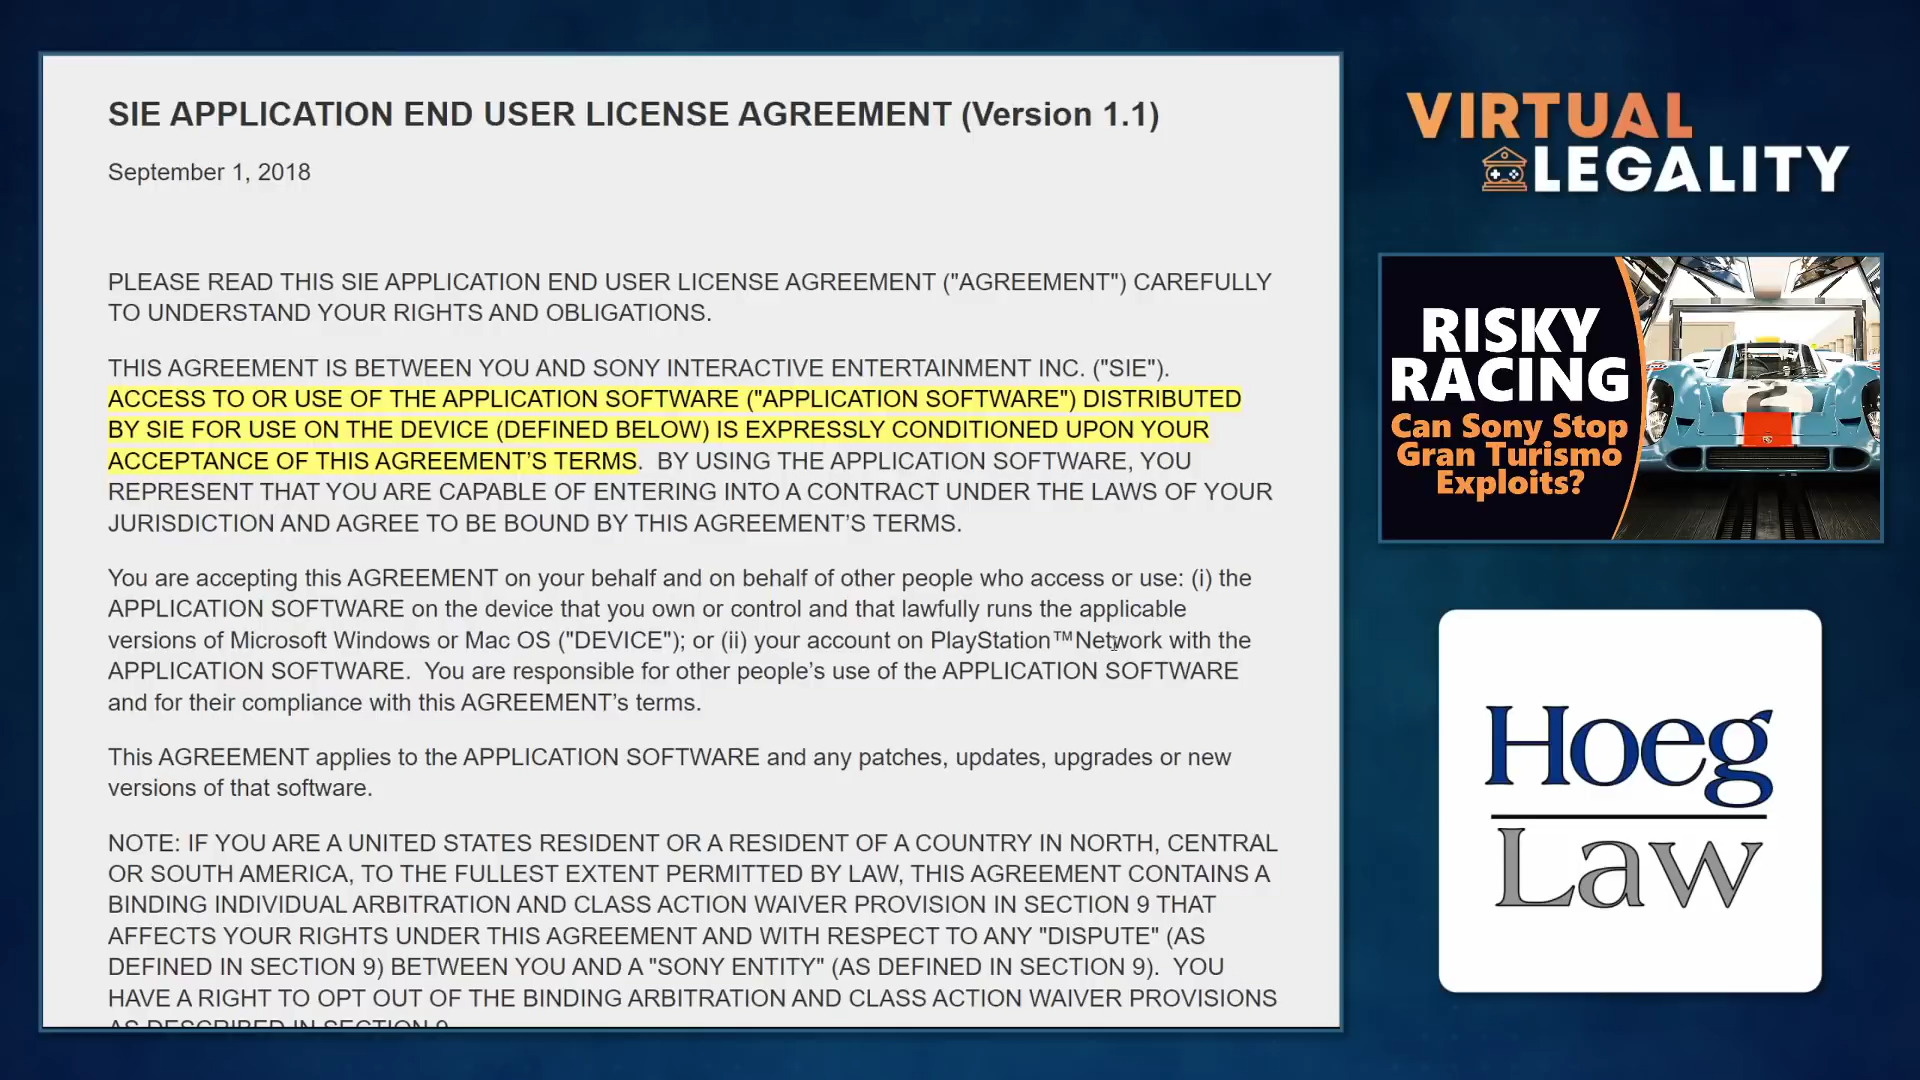 SIE APPLICATION END USER LICENSE AGREEMENT (Version 1.1)
September 1, 2018
PLEASE READ THIS SIE APPLICATION END USER LICENSE AGREEMENT ("AGREEMENT") CAREFULLY
TO UNDERSTAND YOUR RIGHTS AND OBLIGATIONS.
THIS AGREEMENT IS BETWEEN YOU AND SONY INTERACTIVE ENTERTAINMENT INC. ("SIE").
ACCESS TO OR USE OF THE APPLICATION SOFTWARE ("APPLICATION SOFTWARE") DISTRIBUTED
BY SIE FOR USE ON THE DEVICE (DEFINED BELOW) IS EXPRESSLY CONDITIONED UPON YOUR
ACCEPTANCE OF THIS AGREEMENT’S TERMS.  BY USING THE APPLICATION SOFTWARE, YOU
REPRESENT THAT YOU ARE CAPABLE OF ENTERING INTO A CONTRACT UNDER THE LAWS OF YOUR
JURISDICTION AND AGREE TO BE BOUND BY THIS AGREEMENT’S TERMS.
You are accepting this AGREEMENT on your behalf and on behalf of other people who access or use: (i) the
APPLICATION SOFTWARE on the device that you own or control and that lawfully runs the applicable
versions of Microsoft Windows or Mac OS ("DEVICE"); or (ii) your account on PlayStation™Network with the
APPLICATION SOFTWARE.  You are responsible for other people’s use of the APPLICATION SOFTWARE
and for their compliance with this AGREEMENT’s terms.
This AGREEMENT applies to the APPLICATION SOFTWARE and any patches, updates, upgrades or new
versions of that software.
NOTE: IF YOU ARE A UNITED STATES RESIDENT OR A RESIDENT OF A COUNTRY IN NORTH, CENTRAL
OR SOUTH AMERICA, TO THE FULLEST EXTENT PERMITTED BY LAW, THIS AGREEMENT CONTAINS A
BINDING INDIVIDUAL ARBITRATION AND CLASS ACTION WAIVER PROVISION IN SECTION 9 THAT
AFFECTS YOUR RIGHTS UNDER THIS AGREEMENT AND WITH RESPECT TO ANY "DISPUTE" (AS
DEFINED IN SECTION 9) BETWEEN YOU AND A "SONY ENTITY" (AS DEFINED IN SECTION 9).  YOU
HAVE A RIGHT TO OPT OUT OF THE BINDING ARBITRATION AND CLASS ACTION WAIVER PROVISIONS
AS DESCRIBED IN SECTION 9
VIRTUAL
LEGALITY
RISKY
RACING
Can Sony Stop
Gran Turismo
Exploits?
2
Hoeg
Law